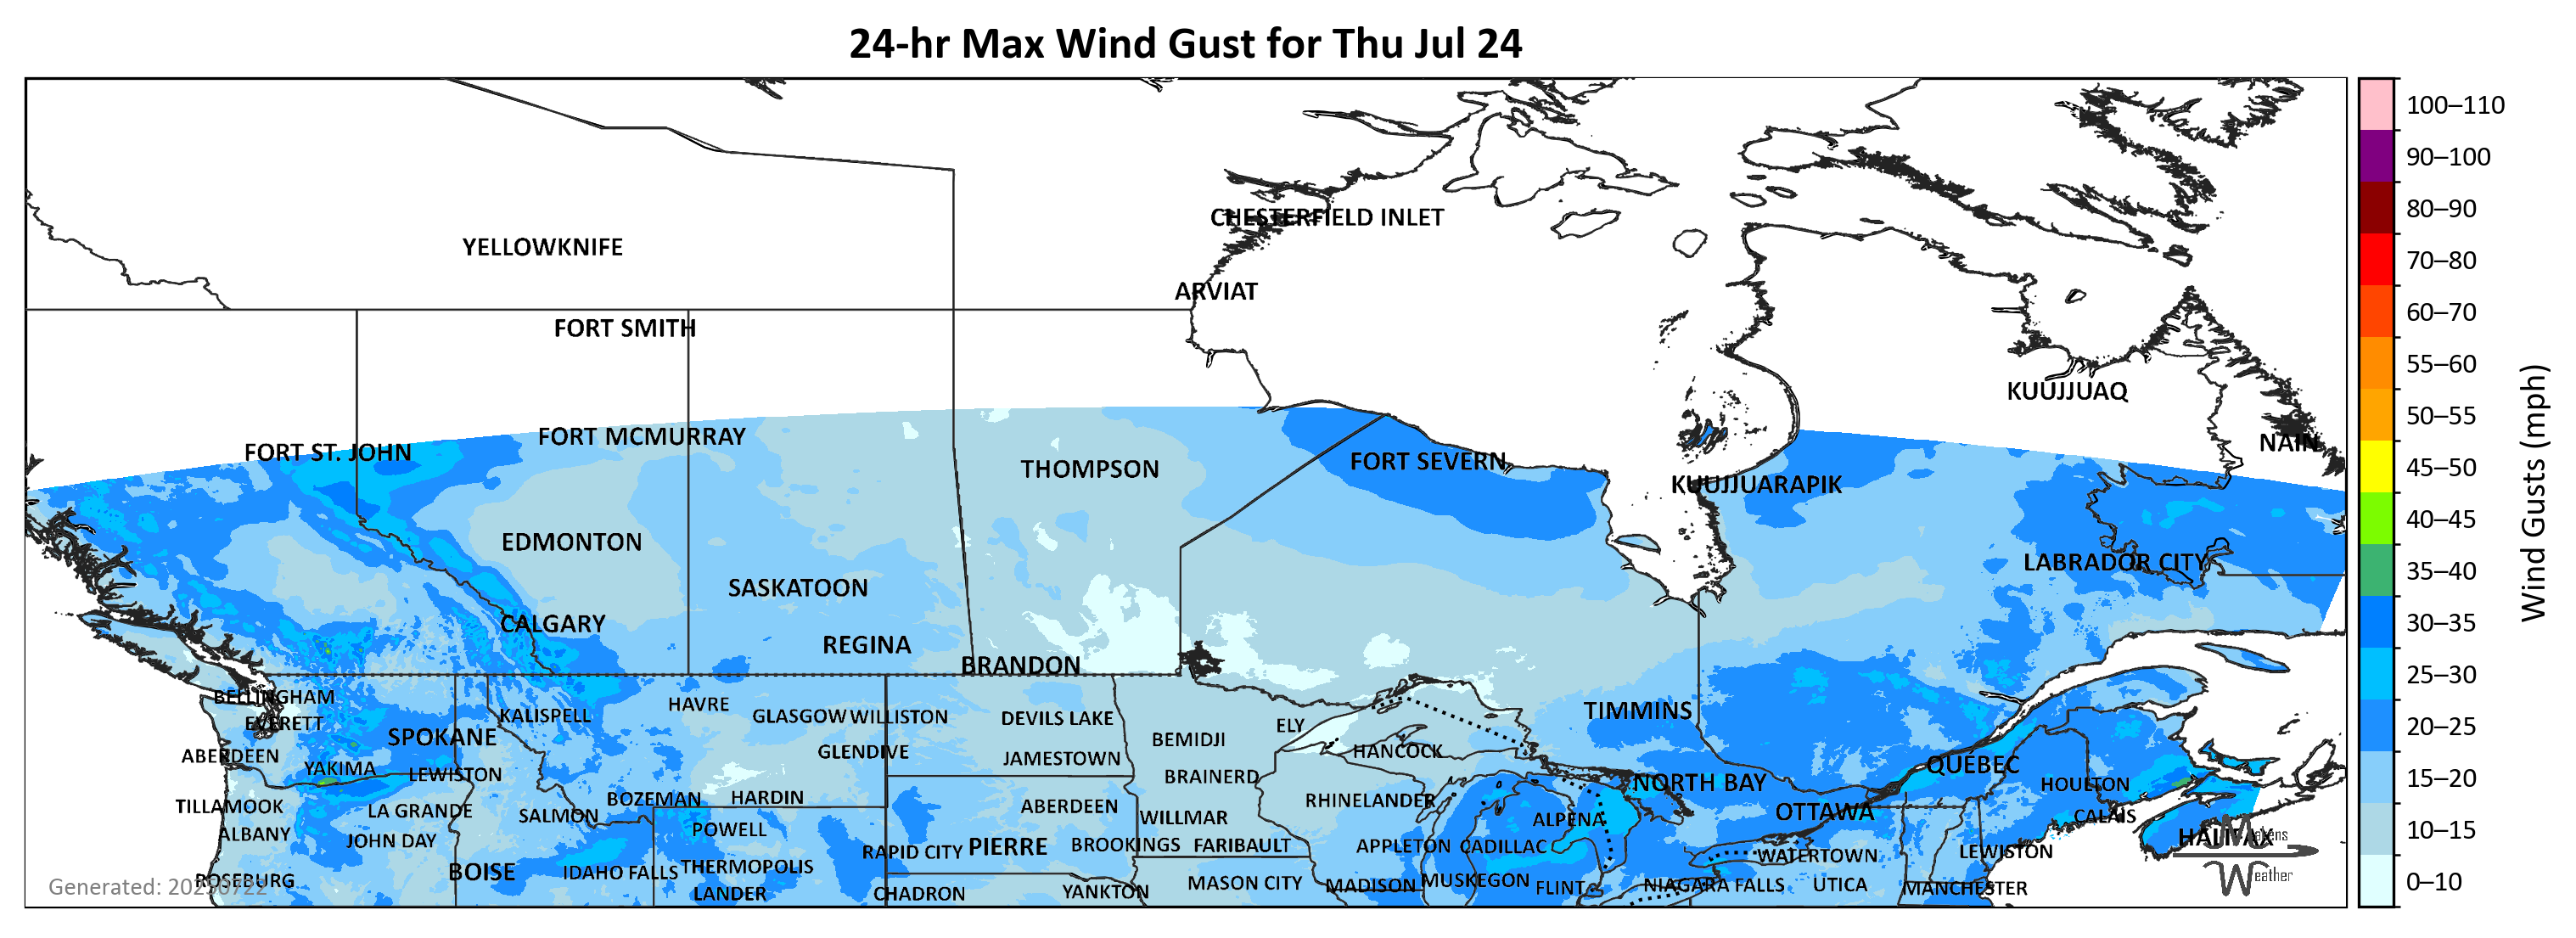 24-hr Max Wind Gust for Thu Jul 24
100–110
90–100
80–90
70–80
60–70
55–60
50–55
45–50
40–45
35–40
30–35
25–30
20–25
15–20
10–15
0–10
Wind Gusts (mph)
CHESTERFIELD INLET
YELLOWKNIFE
ARVIAT
FORT SMITH
KUUJJUAQ
FORT MCMURRAY
NAIN
FORT ST. JOHN
FORT SEVERN
THOMPSON
KUUJJUARAPIK
EDMONTON
LABRADOR CITY
SASKATOON
CALGARY
REGINA
BRANDON
BELLINGHAM
HAVRE
TIMMINS
KALISPELL
GLASGOW
WILLISTON
DEVILS LAKE
EVERETT
ELY
SPOKANE
BEMIDJI
GLENDIVE
HANCOCK
ABERDEEN
JAMESTOWN
QUEBEC
YAKIMA
LEWISTON
BRAINERD
NORTH BAY
HOULTON
BOZEMAN
HARDIN
RHINELANDER
TILLAMOOK
ABERDEEN
LA GRANDE
SALMON
OTTAWA
CALAIS
WILLMAR
ALPENA
POWELL
ALBANY
HALIFAX
JOHN DAY
BROOKINGS
FARIBAULT
APPLETON
CADILLAC
PIERRE
RAPID CITY
LEWISTON
WATERTOWN
THERMOPOLIS
BOISE
IDAHO FALLS
ROSEBURG
MUSKEGON
MASON CITY
MADISON
NIAGARA FALLS
UTICA
FLINT
MANCHESTER
YANKTON
LANDER
CHADRON
Makens
Weather
Generated: 20250722